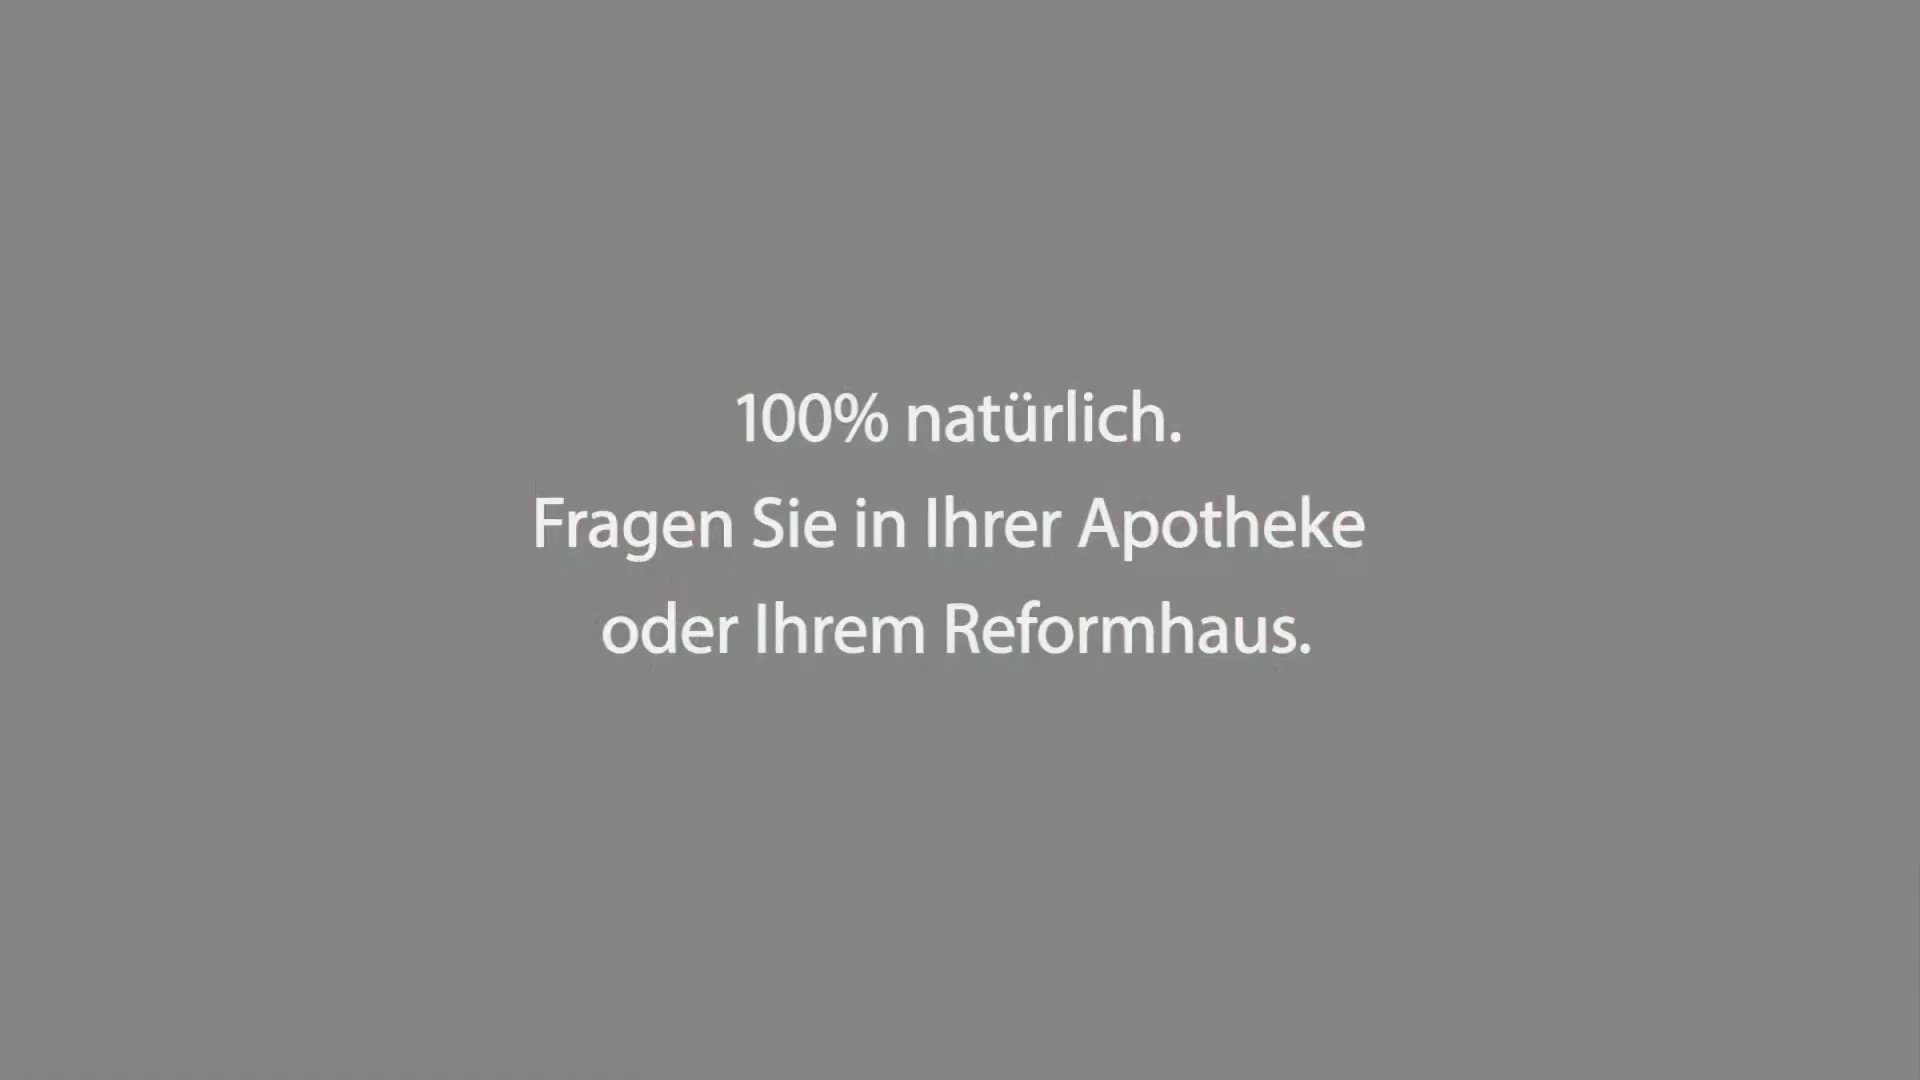 100% natürlich.
Fragen Sie in Ihrer Apotheke
oder Ihrem Reformhaus.